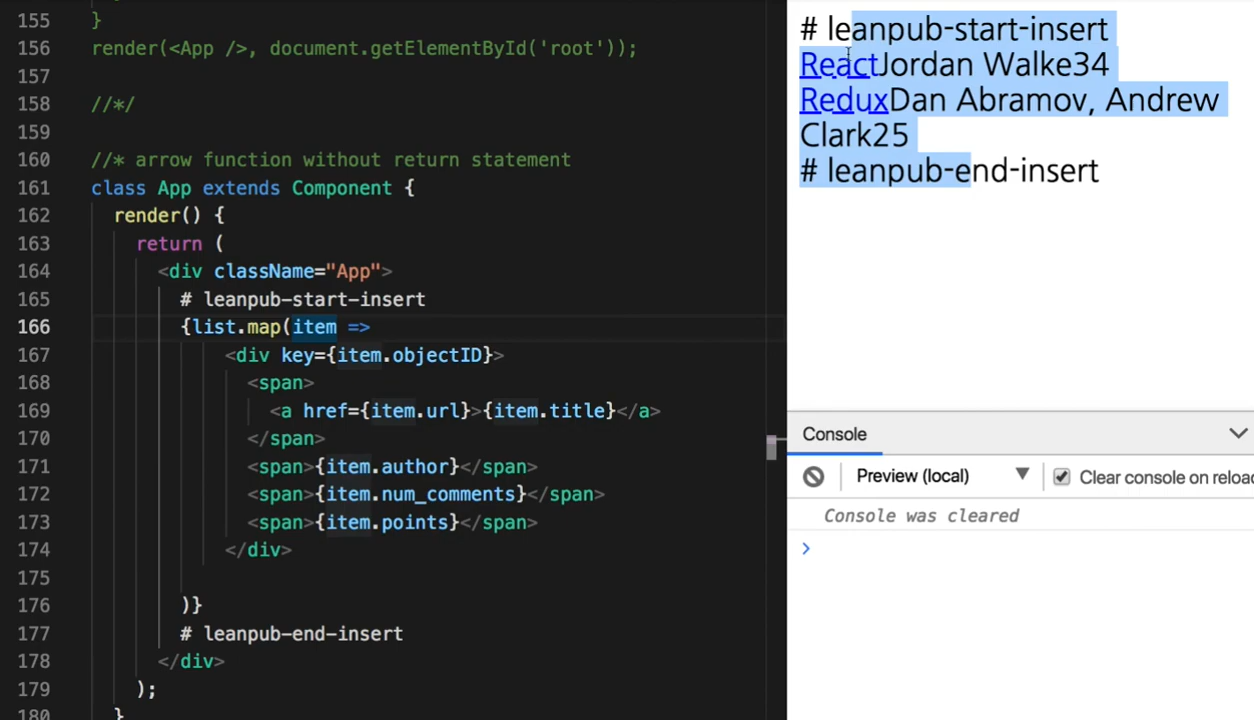 155 }
156 render(<App />, document.getElementById('root'));
157
158 //*/
159
160 //* arrow function without return statement
161 class App extends Component {
162 render() {
163 return (
164 <div className="App">
165 # leanpub-start-insert
166 {list.map(item =>
167 <div key={item.objectID}>
168 <span>
169 <a href={item.url}>{item.title}</a>
170 </span>
171 <span>{item.author}</span>
172 <span>{item.num_comments}</span>
173 <span>{item.points}</span>
174 </div>
175
176 )}
177 # leanpub-end-insert
178 </div>
179 );
180 }
# leanpub-start-insert
ReactJordan Walke34
ReduxDan Abramov, Andrew
Clark25
# leanpub-end-insert
Console
Preview (local) Clear console on reload
Console was cleared